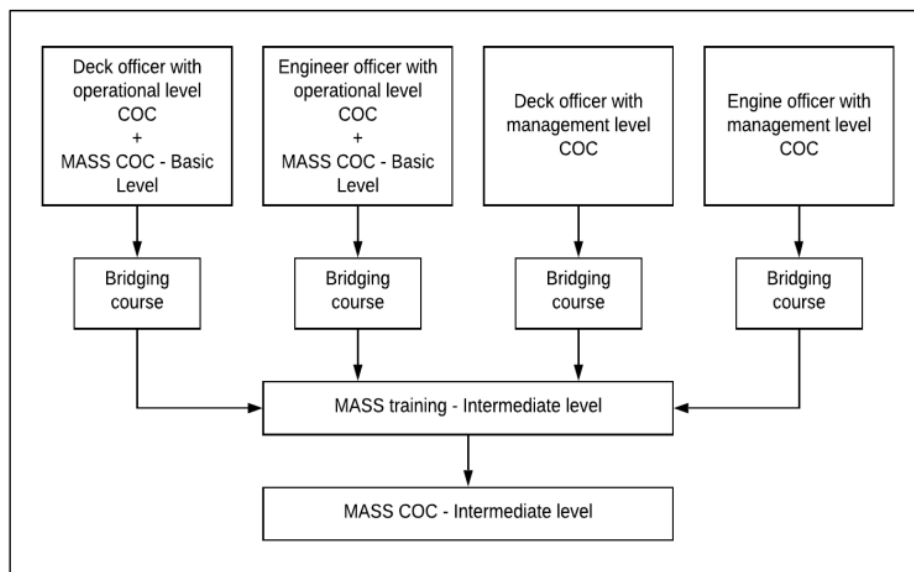 Deck officer with
operational level
COC
+
MASS COC - Basic
Level
Engineer officer with
operational level
COC
+
MASS COC - Basic
Level
Deck officer with
management level
COC
Engine officer with
management level
COC
Bridging
course
Bridging
course
Bridging
course
Bridging
course
MASS training - Intermediate level
MASS COC - Intermediate level